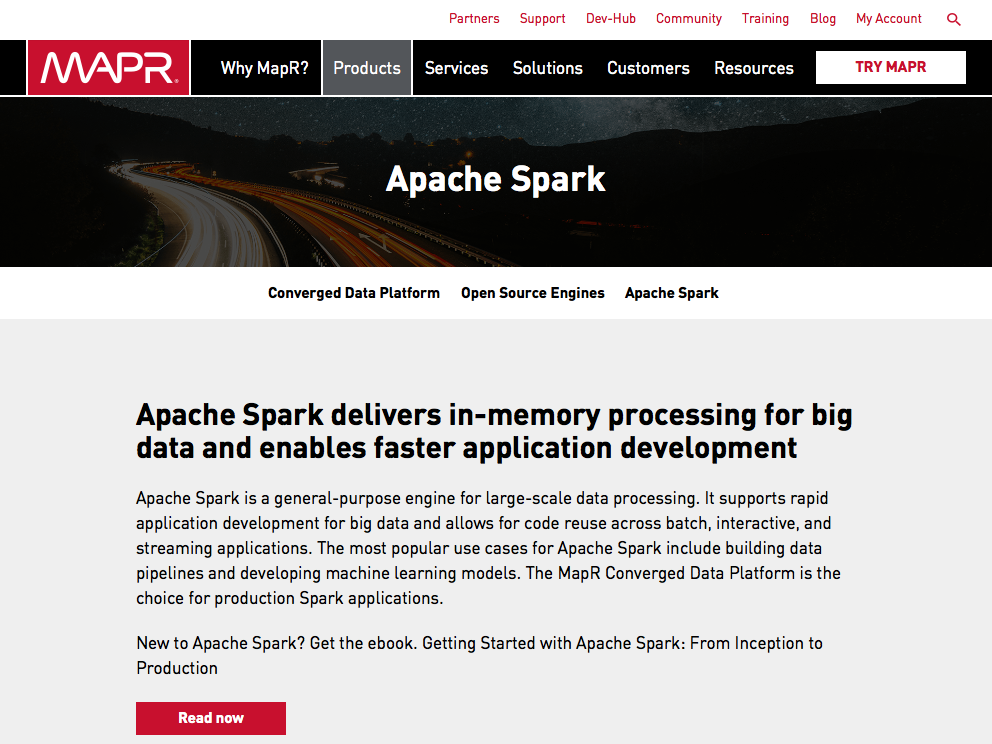 Partners Support Dev-Hub Community Training Blog My Account
MAPR
Why MapR? Products Services Solutions Customers Resources TRY MAPR
Apache Spark
Converged Data Platform Open Source Engines Apache Spark
Apache Spark delivers in-memory processing for big
data and enables faster application development
Apache Spark is a general-purpose engine for large-scale data processing. It supports rapid
application development for big data and allows for code reuse across batch, interactive, and
streaming applications. The most popular use cases for Apache Spark include building data
pipelines and developing machine learning models. The MapR Converged Data Platform is the
choice for production Spark applications.
New to Apache Spark? Get the ebook. Getting Started with Apache Spark: From Inception to
Production
Read now